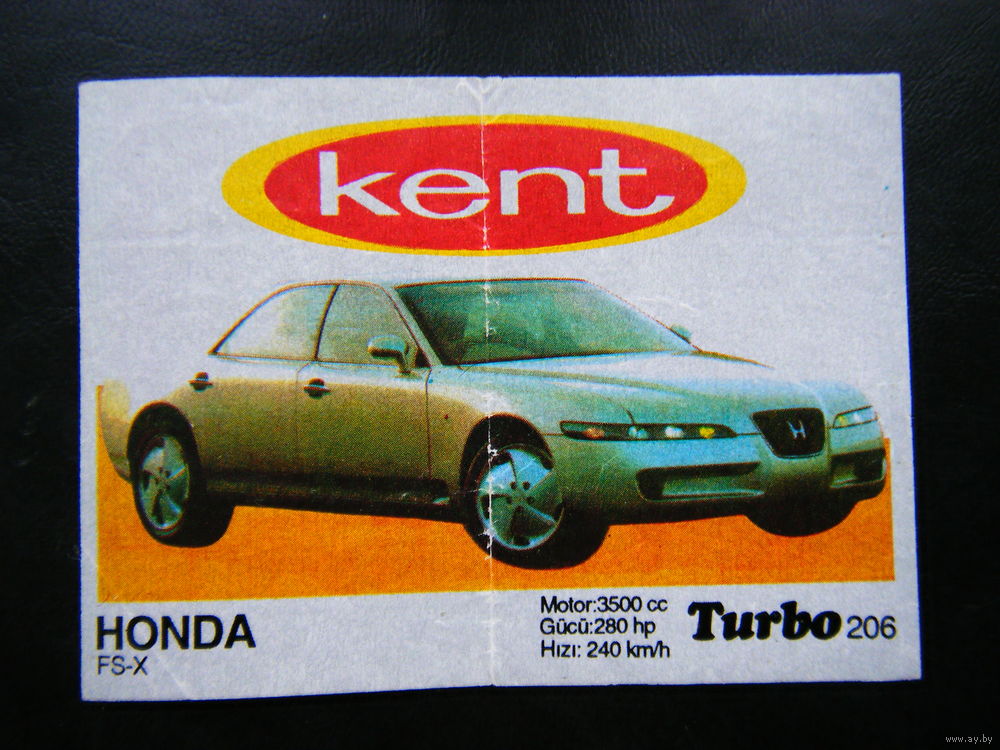 kent
HONDA
FS-X
Motor:3500 cc
Gücü:280 hp
Hızı: 240 km/h
Turbo 206
www.ay.by